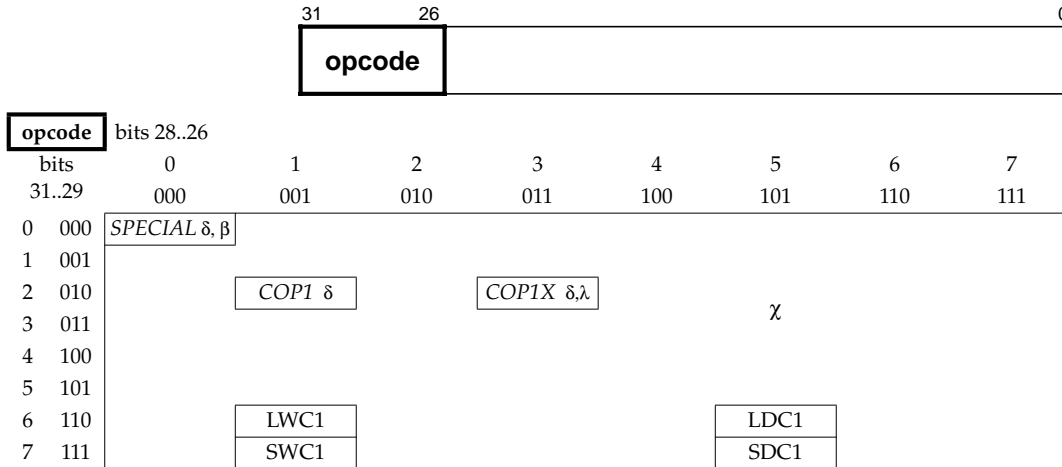 31 26 0
opcode
opcode bits 28..26
bits 0 1 2 3 4 5 6 7
31..29 000 001 010 011 100 101 110 111
0 000 SPECIAL δ, β
1 001
2 010 COP1 δ COP1X δ,λ
χ
3 011
4 100
5 101
6 110 LWC1 LDC1
7 111 SWC1 SDC1